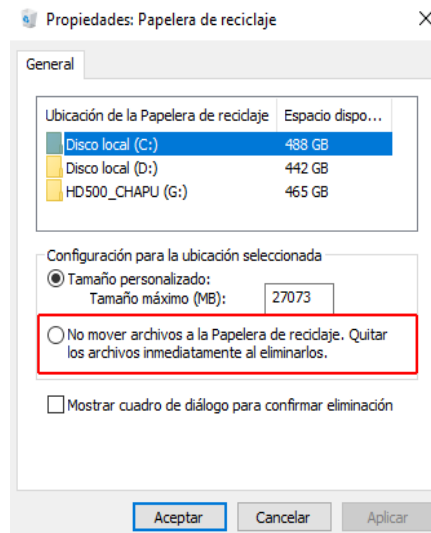 Propiedades: Papelera de reciclaje
General
Ubicación de la Papelera de reciclaje Espacio dispo...
Disco local (C:) 488 GB
Disco local (D:) 442 GB
HD500_CHAPU (G:) 465 GB
Configuración para la ubicación seleccionada
Tamaño personalizado:
Tamaño máximo (MB): 27073
No mover archivos a la Papelera de reciclaje. Quitar
los archivos inmediatamente al eliminarlos.
Mostrar cuadro de diálogo para confirmar eliminación
Aceptar Cancelar Aplicar